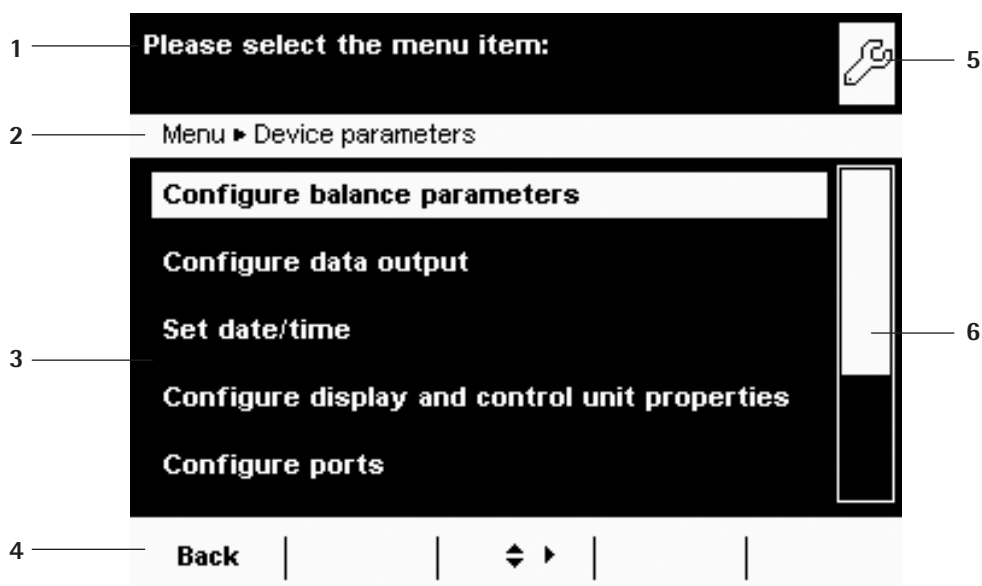 1
Please select the menu item:
5
2
Menu ▸ Device parameters
Configure balance parameters
Configure data output
Set date/time
6
3
Configure display and control unit properties
Configure ports
4
Back